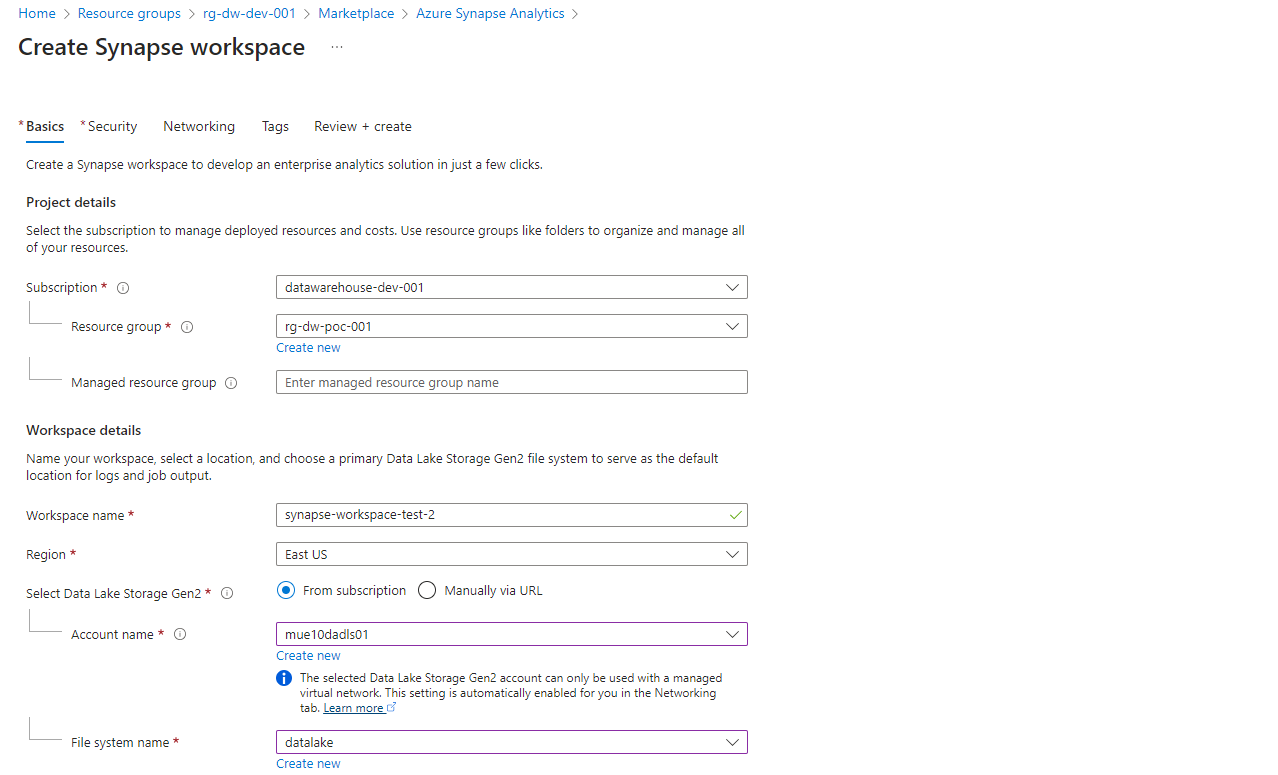 Home > Resource groups > rg-dw-dev-001 > Marketplace > Azure Synapse Analytics >
Create Synapse workspace ...
* Basics * Security Networking Tags Review + create
Create a Synapse workspace to develop an enterprise analytics solution in just a few clicks.
Project details
Select the subscription to manage deployed resources and costs. Use resource groups like folders to organize and manage all
of your resources.
Subscription * datawarehouse-dev-001
Resource group * rg-dw-poc-001
Create new
Managed resource group Enter managed resource group name
Workspace details
Name your workspace, select a location, and choose a primary Data Lake Storage Gen2 file system to serve as the default
location for logs and job output.
Workspace name * synapse-workspace-test-2
Region * East US
Select Data Lake Storage Gen2 * From subscription Manually via URL
Account name * mue10dadls01
Create new
The selected Data Lake Storage Gen2 account can only be used with a managed
virtual network. This setting is automatically enabled for you in the Networking
tab. Learn more
File system name * datalake
Create new